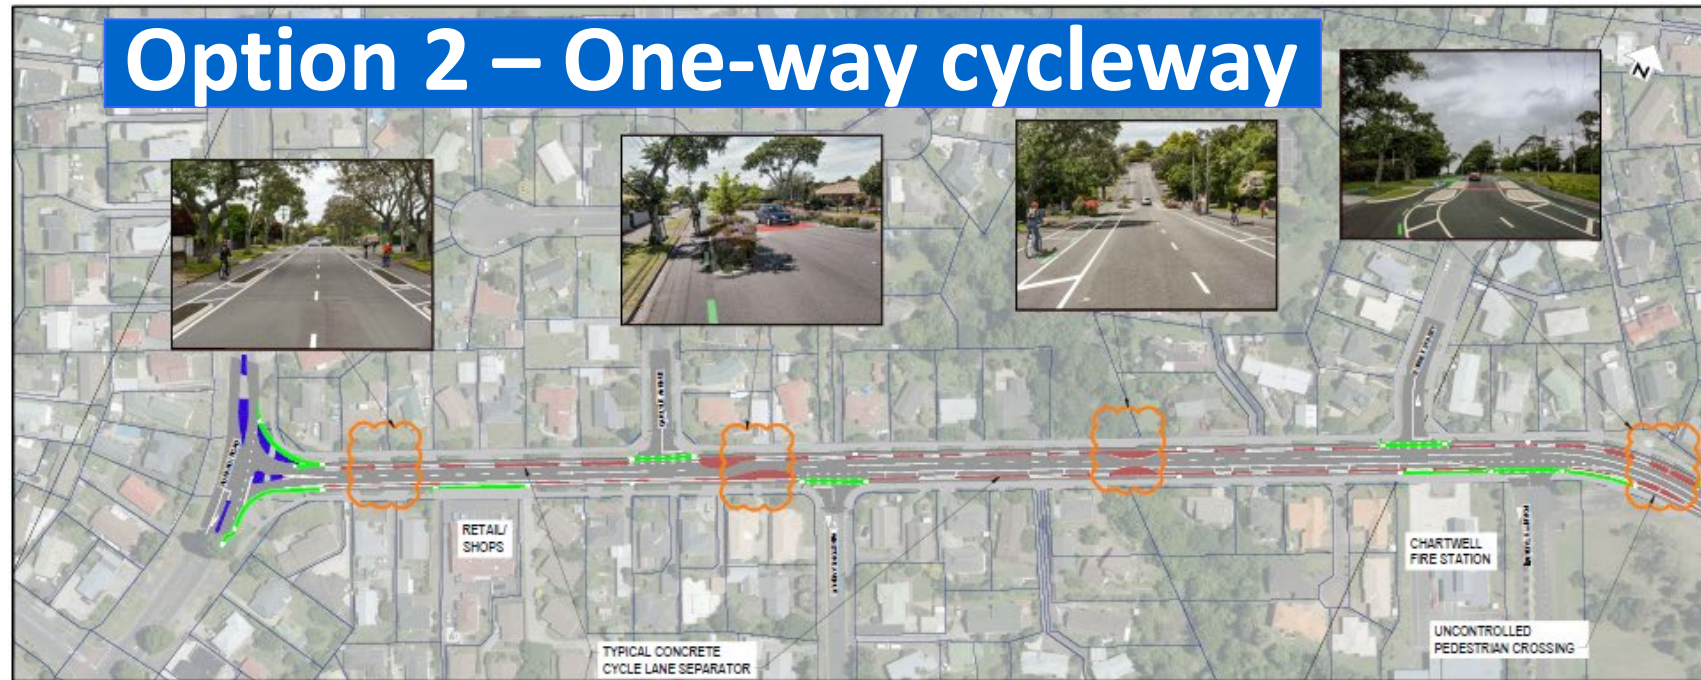 Option 2 – One-way cycleway
N
RETAIL/
SHOPS
CHARTWELL
FIRE STATION
TYPICAL CONCRETE
CYCLE LANE SEPARATOR
UNCONTROLLED
PEDESTRIAN CROSSING